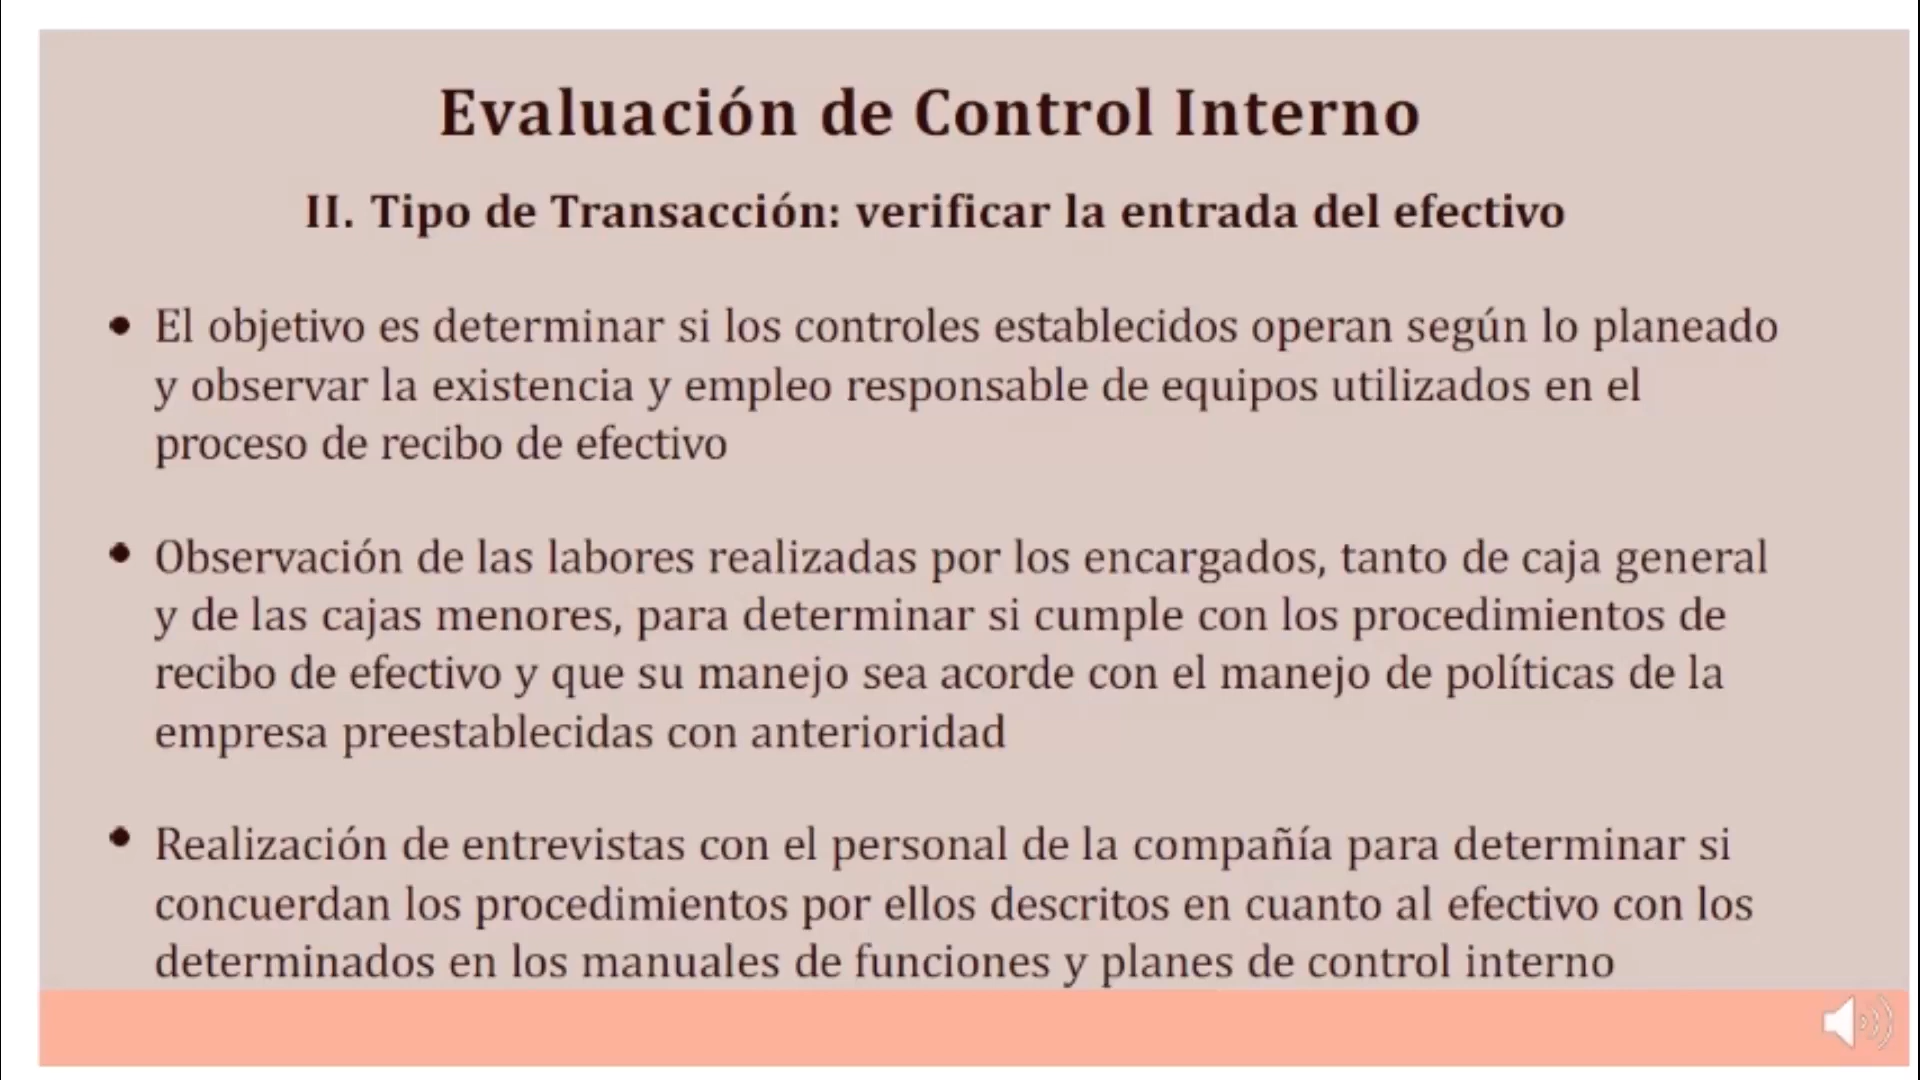 Evaluación de Control Interno
II. Tipo de Transacción: verificar la entrada del efectivo
• El objetivo es determinar si los controles establecidos operan según lo planeado
y observar la existencia y empleo responsable de equipos utilizados en el
proceso de recibo de efectivo
• Observación de las labores realizadas por los encargados, tanto de caja general
y de las cajas menores, para determinar si cumple con los procedimientos de
recibo de efectivo y que su manejo sea acorde con el manejo de políticas de la
empresa preestablecidas con anterioridad
• Realización de entrevistas con el personal de la compañía para determinar si
concuerdan los procedimientos por ellos descritos en cuanto al efectivo con los
determinados en los manuales de funciones y planes de control interno